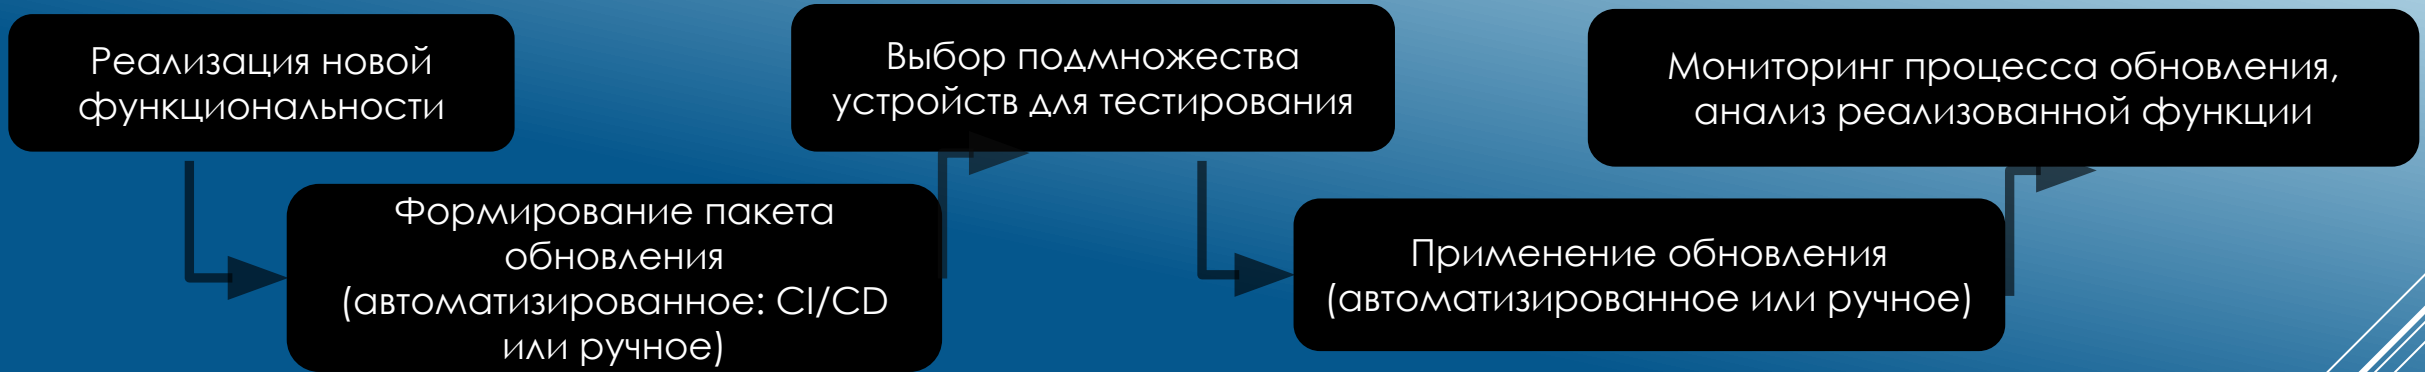 Реализация новой
функциональности
Формирование пакета
обновления
(автоматизированное: CI/CD
или ручное)
Выбор подмножества
устройств для тестирования
Применение обновления
(автоматизированное или ручное)
Мониторинг процесса обновления,
анализ реализованной функции